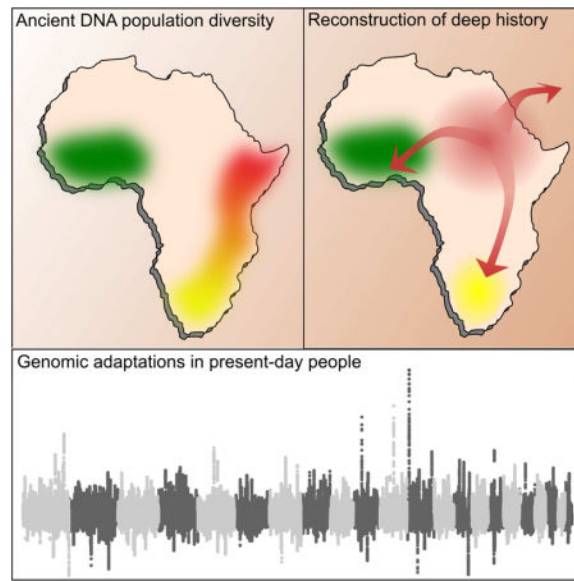 Ancient DNA population diversity
Reconstruction of deep history
Genomic adaptations in present-day people